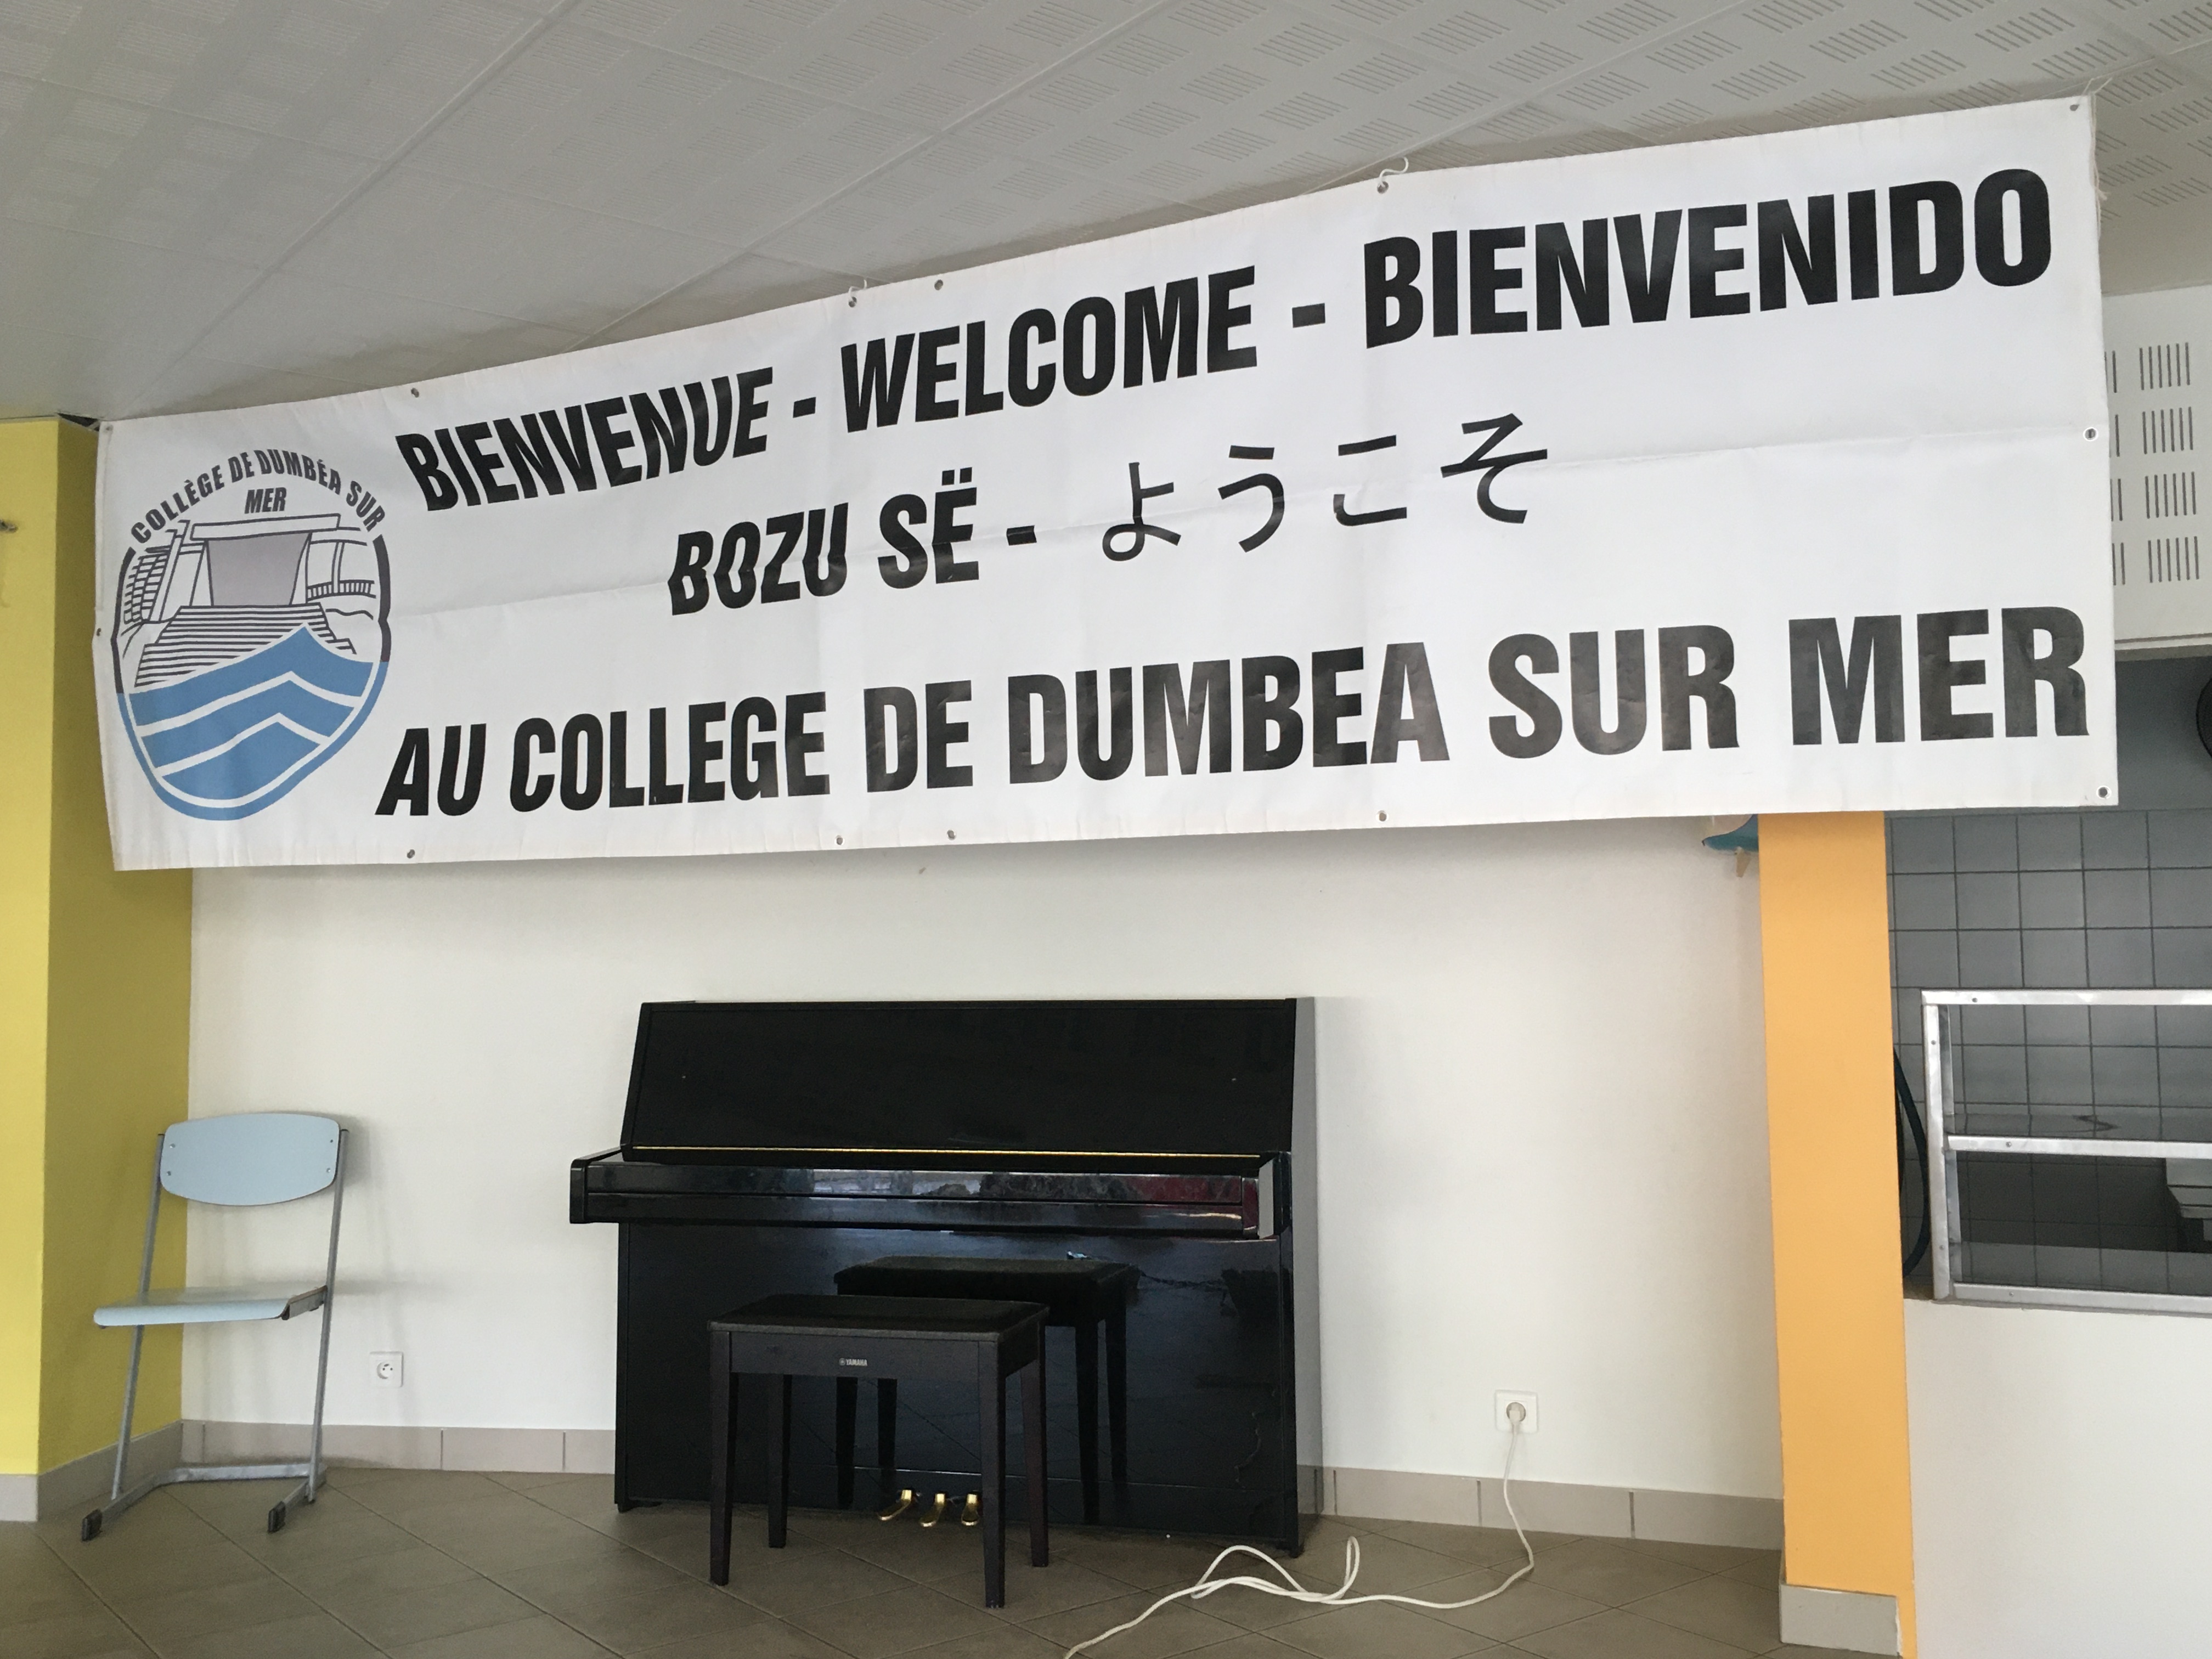 COLLÈGE DE DUMBÉA SUR
MER
BIENVENUE - WELCOME - BIENVENIDO
BOZU SË - ようこそ
AU COLLEGE DE DUMBEA SUR MER
YAMAHA